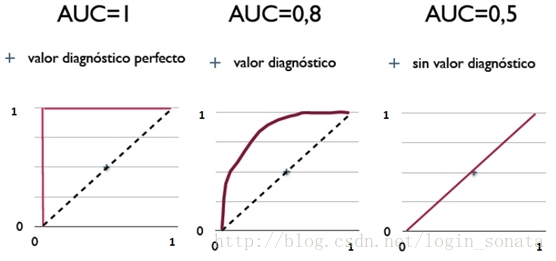 AUC=1
AUC=0,8
AUC=0,5
+ valor diagnóstico perfecto
+ valor diagnóstico
+ sin valor diagnóstico
1
0
0
1
1
0
0
1
1
0
0
1
http://blog.csdn.net/login_sonata